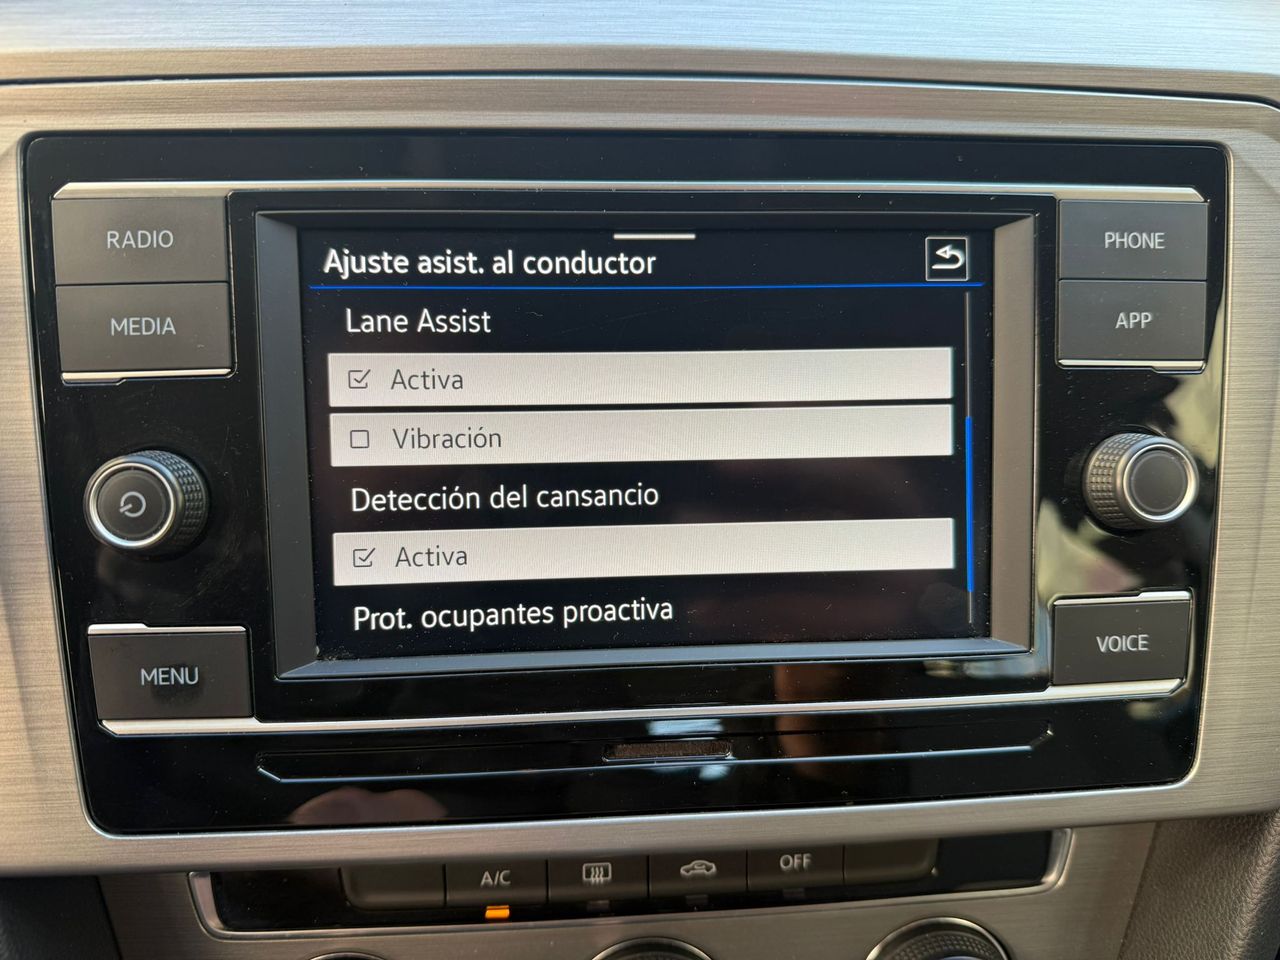 RADIO
MEDIA
MENU
Ajuste asist. al conductor
Lane Assist
Activa
Vibración
Detección del cansancio
Activa
Prot. ocupantes proactiva
PHONE
APP
VOICE
A/C
OFF